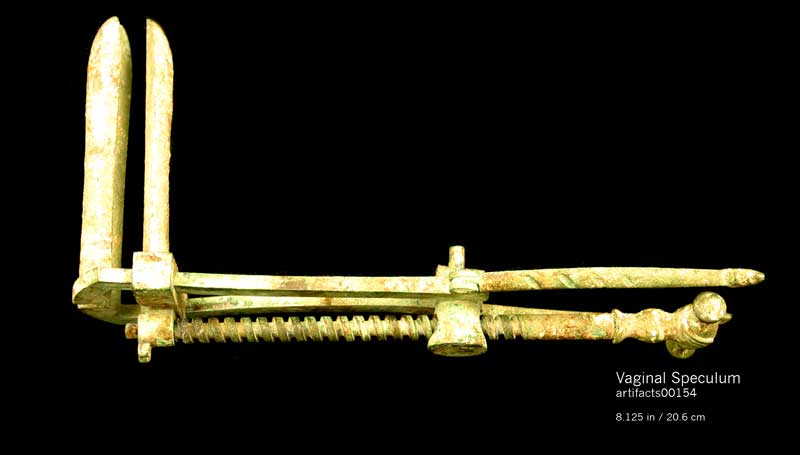 Vaginal Speculum
artifacts00154
8.125 in / 20.6 cm